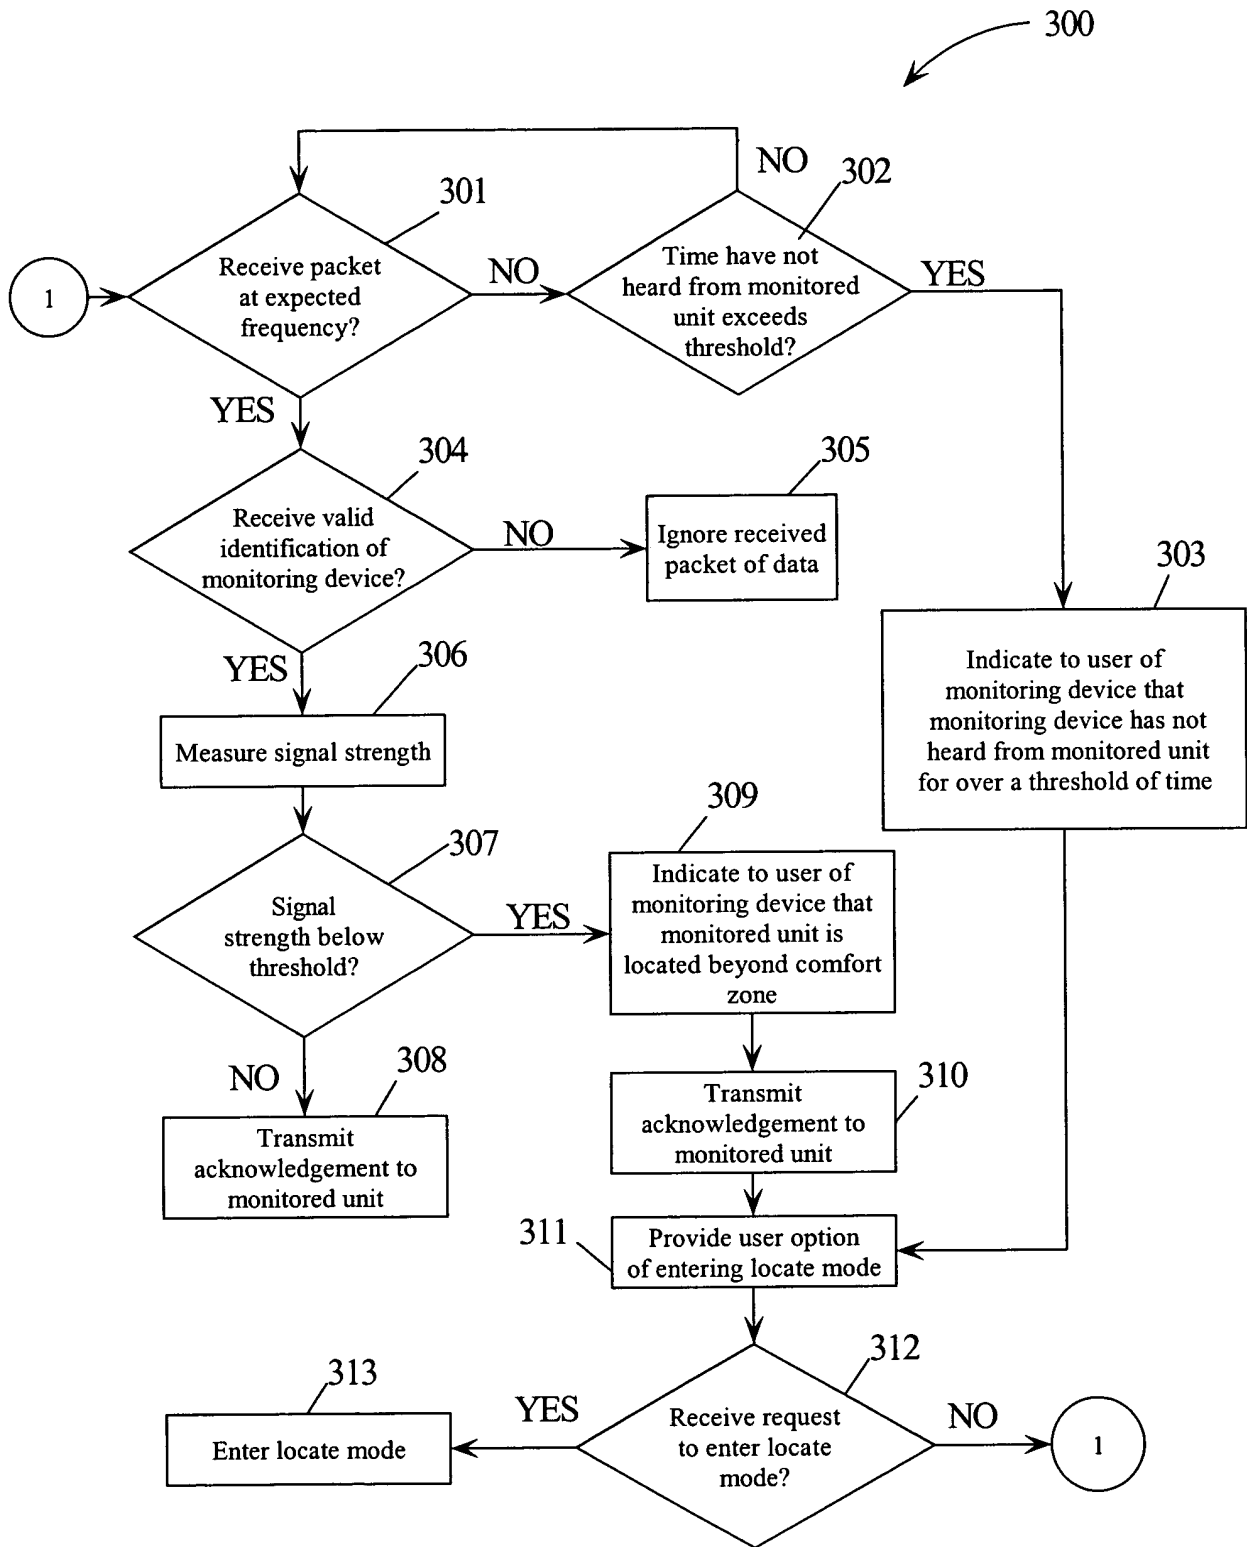 300
NO
302
301
Receive packet
at expected
frequency?
1
NO
Time have not
heard from monitored
unit exceeds
threshold?
YES
YES
304
Receive valid
identification of
monitoring device?
NO
305
Ignore received
packet of data
303
Indicate to user of
monitoring device that
monitoring device has not
heard from monitored unit
for over a threshold of time
YES
306
Measure signal strength
307
Signal
strength below
threshold?
YES
309
Indicate to user of
monitoring device that
monitored unit is
located beyond comfort
zone
NO
308
Transmit
acknowledgement to
monitored unit
310
Transmit
acknowledgement to
monitored unit
311
Provide user option
of entering locate mode
312
Receive request
to enter locate
mode?
YES
313
Enter locate mode
NO
1